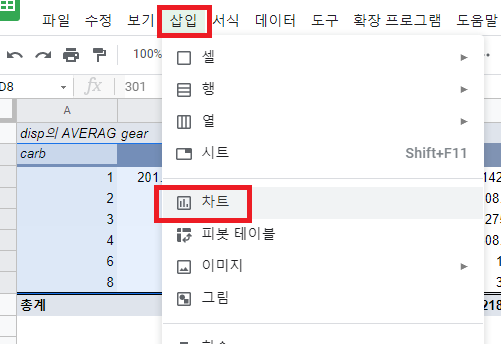 수정 보기 삽입 서식 데이터 도구 확장 프로그램 도움말
100%
셀
행
D8 fx 301
열
A
disp의 AVERAG gear
시트 Shift+F11
carb
1 201. 142
2 08
차트
3 275
4 피봇 테이블 08
6 이미지 1
8 3
그림
총계 218